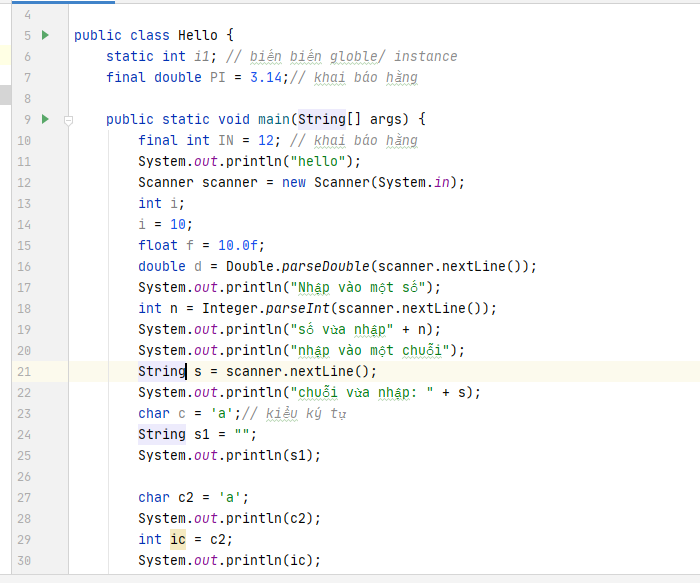 4
5 public class Hello {
6 static int i1; // biến biến globle/ instance
7 final double PI = 3.14;// khai báo hằng
8
9 public static void main(String[] args) {
10 final int IN = 12; // khai báo hằng
11 System.out.println("hello");
12 Scanner scanner = new Scanner(System.in);
13 int i;
14 i = 10;
15 float f = 10.0f;
16 double d = Double.parseDouble(scanner.nextLine());
17 System.out.println("Nhập vào một số");
18 int n = Integer.parseInt(scanner.nextLine());
19 System.out.println("số vừa nhập" + n);
20 System.out.println("nhập vào một chuỗi");
21 String s = scanner.nextLine();
22 System.out.println("chuỗi vừa nhập: " + s);
23 char c = 'a';// kiểu ký tự
24 String s1 = "";
25 System.out.println(s1);
26
27 char c2 = 'a';
28 System.out.println(c2);
29 int ic = c2;
30 System.out.println(ic);